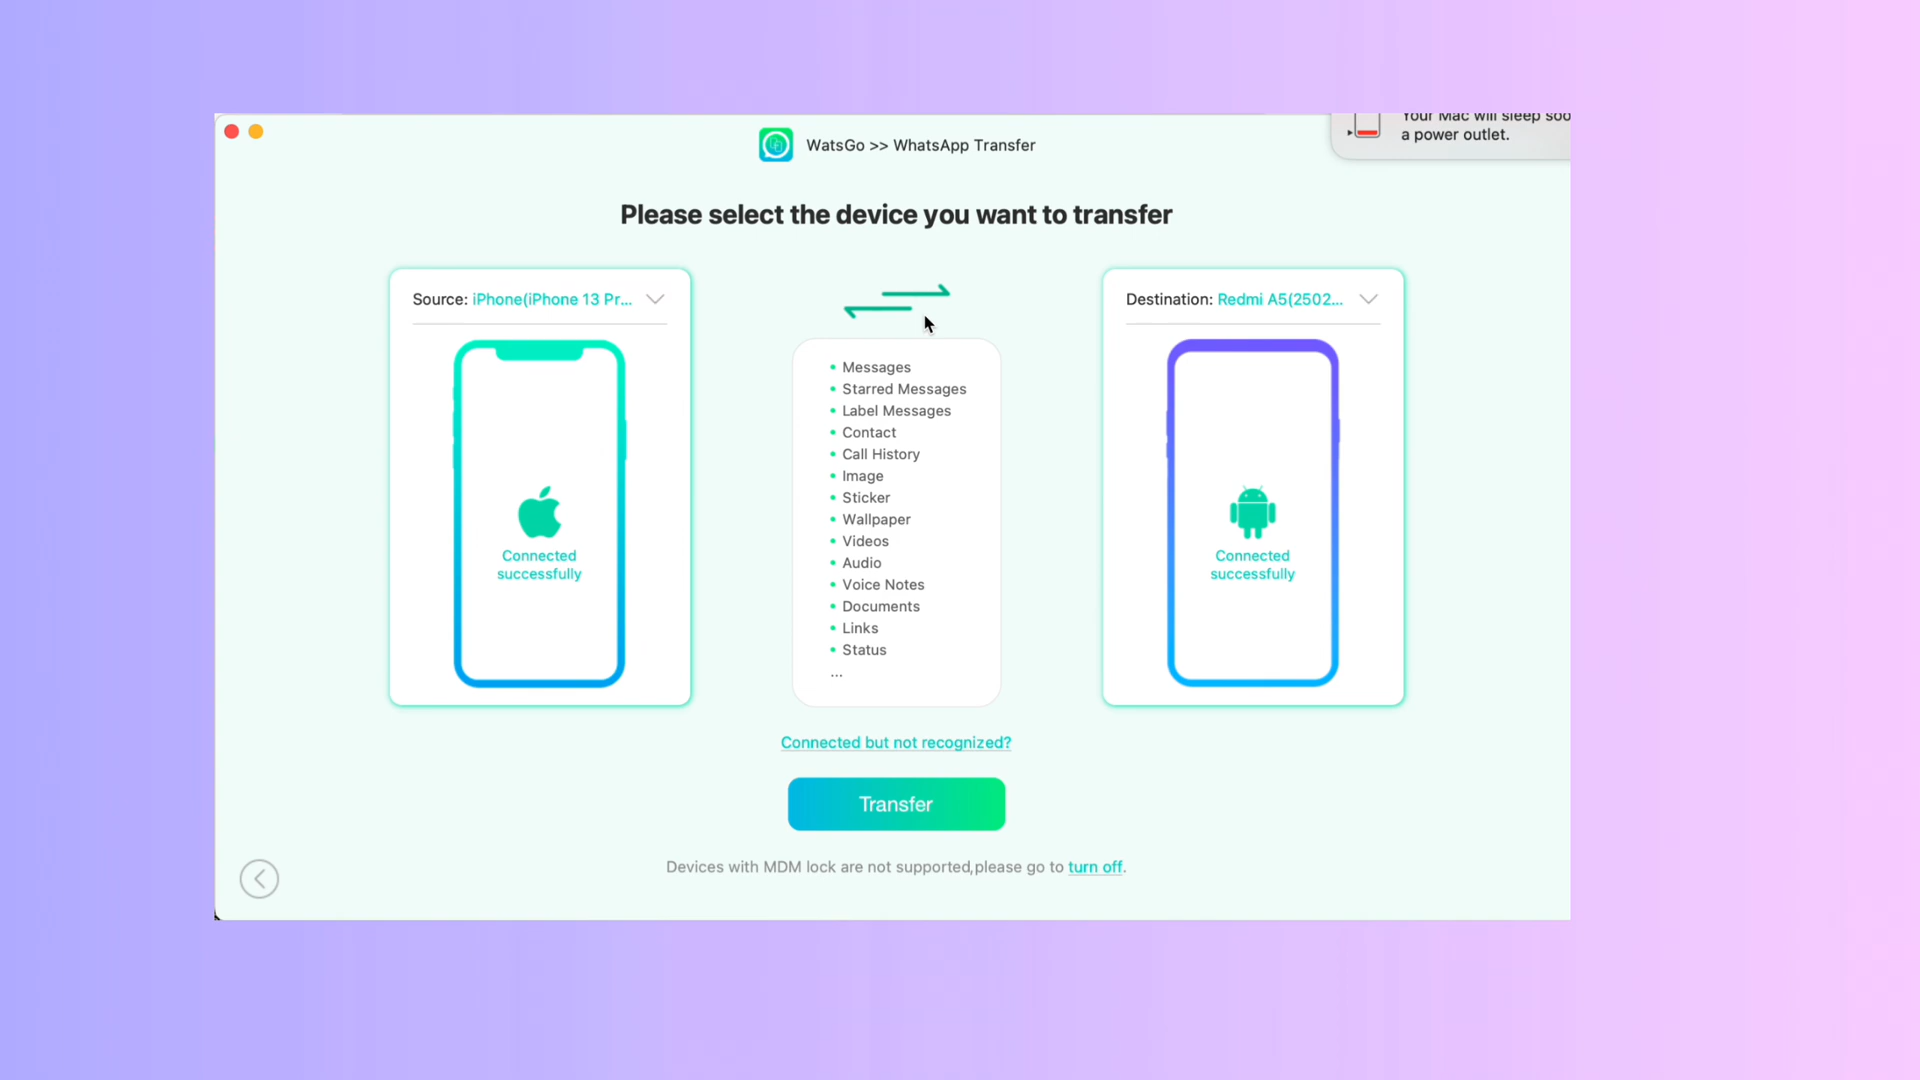 Your Mac will sleep soo
a power outlet.
WatsGo >> WhatsApp Transfer
Please select the device you want to transfer
Source: iPhone(iPhone 13 Pr...
Connected
successfully
• Messages
• Starred Messages
• Label Messages
• Contact
• Call History
• Image
• Sticker
• Wallpaper
• Videos
• Audio
• Voice Notes
• Documents
• Links
• Status
...
Destination: Redmi A5(2502...
Connected
successfully
Connected but not recognized?
Transfer
Devices with MDM lock are not supported,please go to turn off.